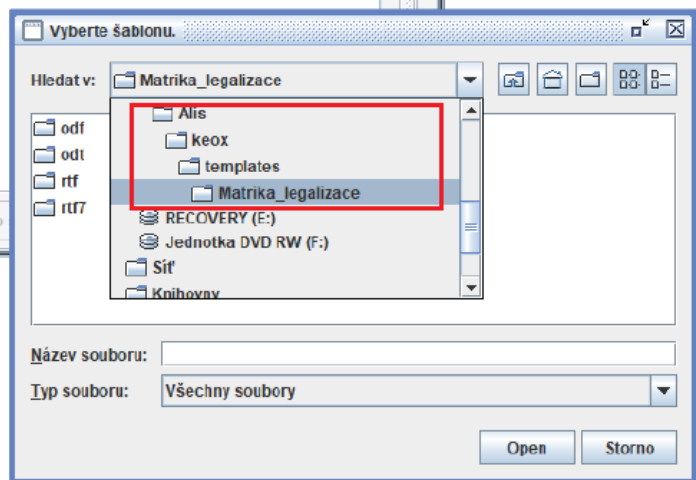 Vyberte šablonu.
Hledat v: Matrika_legalizace
odf
odt
rtf
rtf7
Alis
keox
templates
Matrika_legalizace
RECOVERY (E:)
Jednotka DVD RW (F:)
Síť
Knihovny
Název souboru:
Typ souboru: Všechny soubory
Open Storno